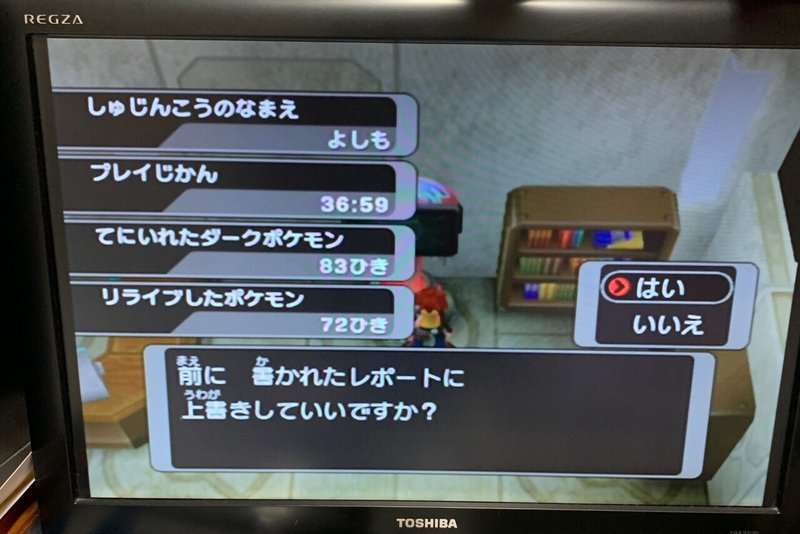 REGZA
しゅじんこうのなまえ
よしも
プレイじかん
36:59
てにいれたダークポケモン
83ひき
リライブしたポケモン
72ひき
はい
いいえ
まえ か
前に 書かれたレポートに
うわが
上書きしていいですか?
TOSHIBA